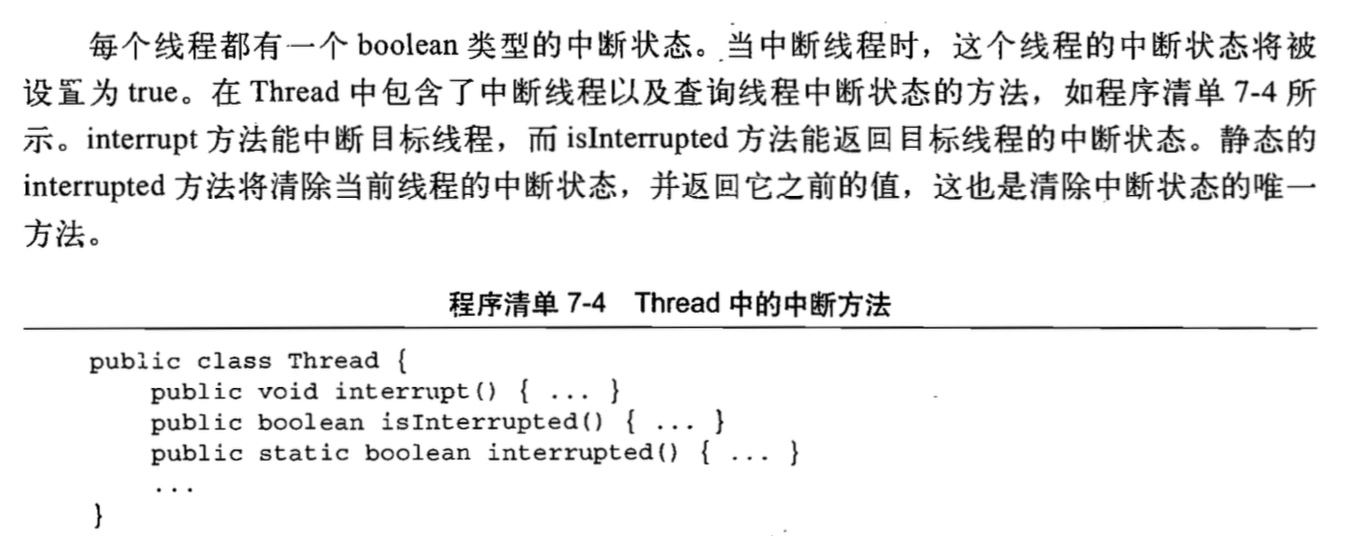 每个线程都有一个 boolean 类型的中断状态。当中断线程时，这个线程的中断状态将被
设置为 true。在 Thread 中包含了中断线程以及查询线程中断状态的方法，如程序清单 7-4 所
示。interrupt 方法能中断目标线程，而 isInterrupted 方法能返回目标线程的中断状态。静态的
interrupted 方法将清除当前线程的中断状态，并返回它之前的值，这也是清除中断状态的唯一
方法。
程序清单 7-4 Thread 中的中断方法
public class Thread {
public void interrupt() { ... }
public boolean isInterrupted() { ... }
public static boolean interrupted() { ... }
...
}